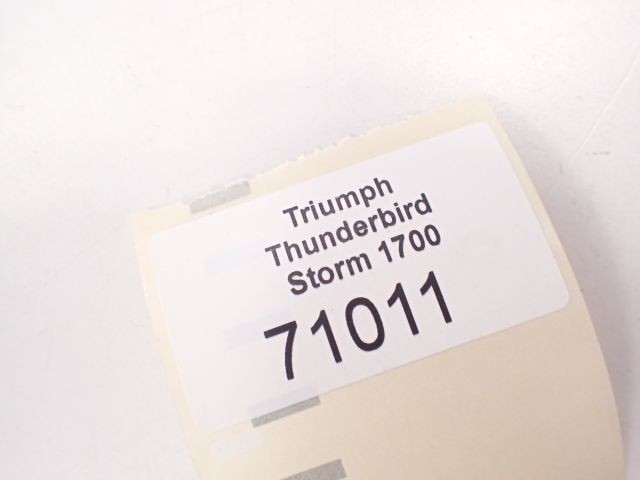 Triumph
Thunderbird
Storm 1700
71011